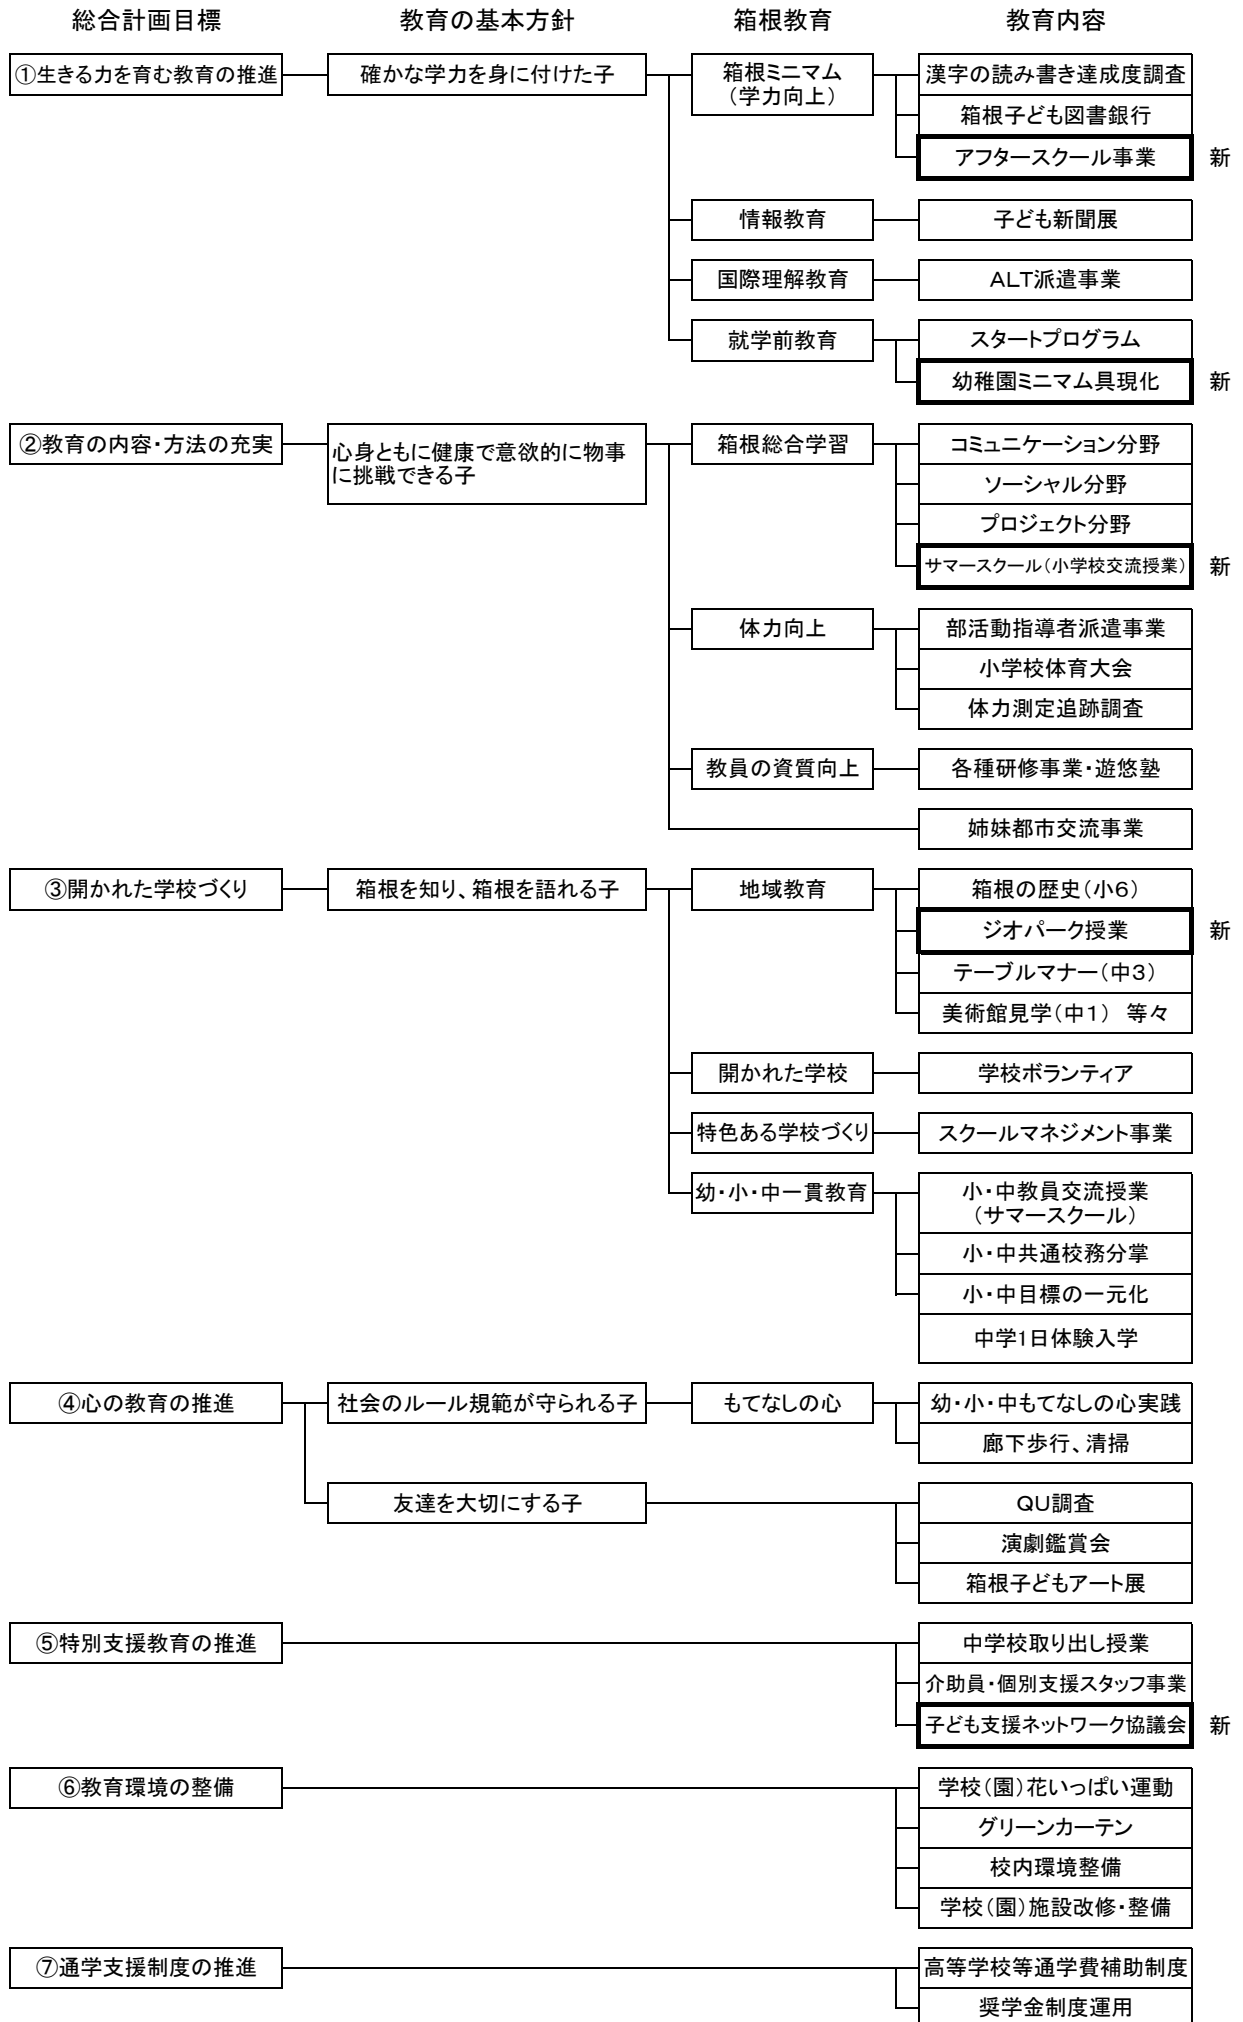 総合計画目標 教育の基本方針 箱根教育 教育内容
①生きる力を育む教育の推進 確かな学力を身に付けた子 箱根ミニマム 漢字の読み書き達成度調査
（学力向上）
箱根子ども図書銀行
アフタースクール事業 新
情報教育 子ども新聞展
国際理解教育 ALT派遣事業
就学前教育 スタートプログラム
幼稚園ミニマム具現化 新
②教育の内容・方法の充実 心身ともに健康で意欲的に物事 箱根総合学習 コミュニケーション分野
に挑戦できる子
ソーシャル分野
プロジェクト分野
サマースクール（小学校交流授業） 新
体力向上 部活動指導者派遣事業
小学校体育大会
体力測定追跡調査
教員の資質向上 各種研修事業・遊悠塾
姉妹都市交流事業
③開かれた学校づくり 箱根を知り、箱根を語れる子 地域教育 箱根の歴史（小6）
ジオパーク授業 新
テーブルマナー（中3）
美術館見学（中1） 等々
開かれた学校 学校ボランティア
特色ある学校づくり スクールマネジメント事業
幼・小・中一貫教育 小・中教員交流授業
（サマースクール）
小・中共通校務分掌
小・中目標の一元化
中学1日体験入学
④心の教育の推進 社会のルール規範が守られる子 もてなしの心 幼・小・中もてなしの心実践
廊下歩行、清掃
友達を大切にする子 QU調査
演劇鑑賞会
箱根子どもアート展
⑤特別支援教育の推進 中学校取り出し授業
介助員・個別支援スタッフ事業
子ども支援ネットワーク協議会 新
⑥教育環境の整備 学校（園）花いっぱい運動
グリーンカーテン
校内環境整備
学校（園）施設改修・整備
⑦通学支援制度の推進 高等学校等通学費補助制度
奨学金制度運用